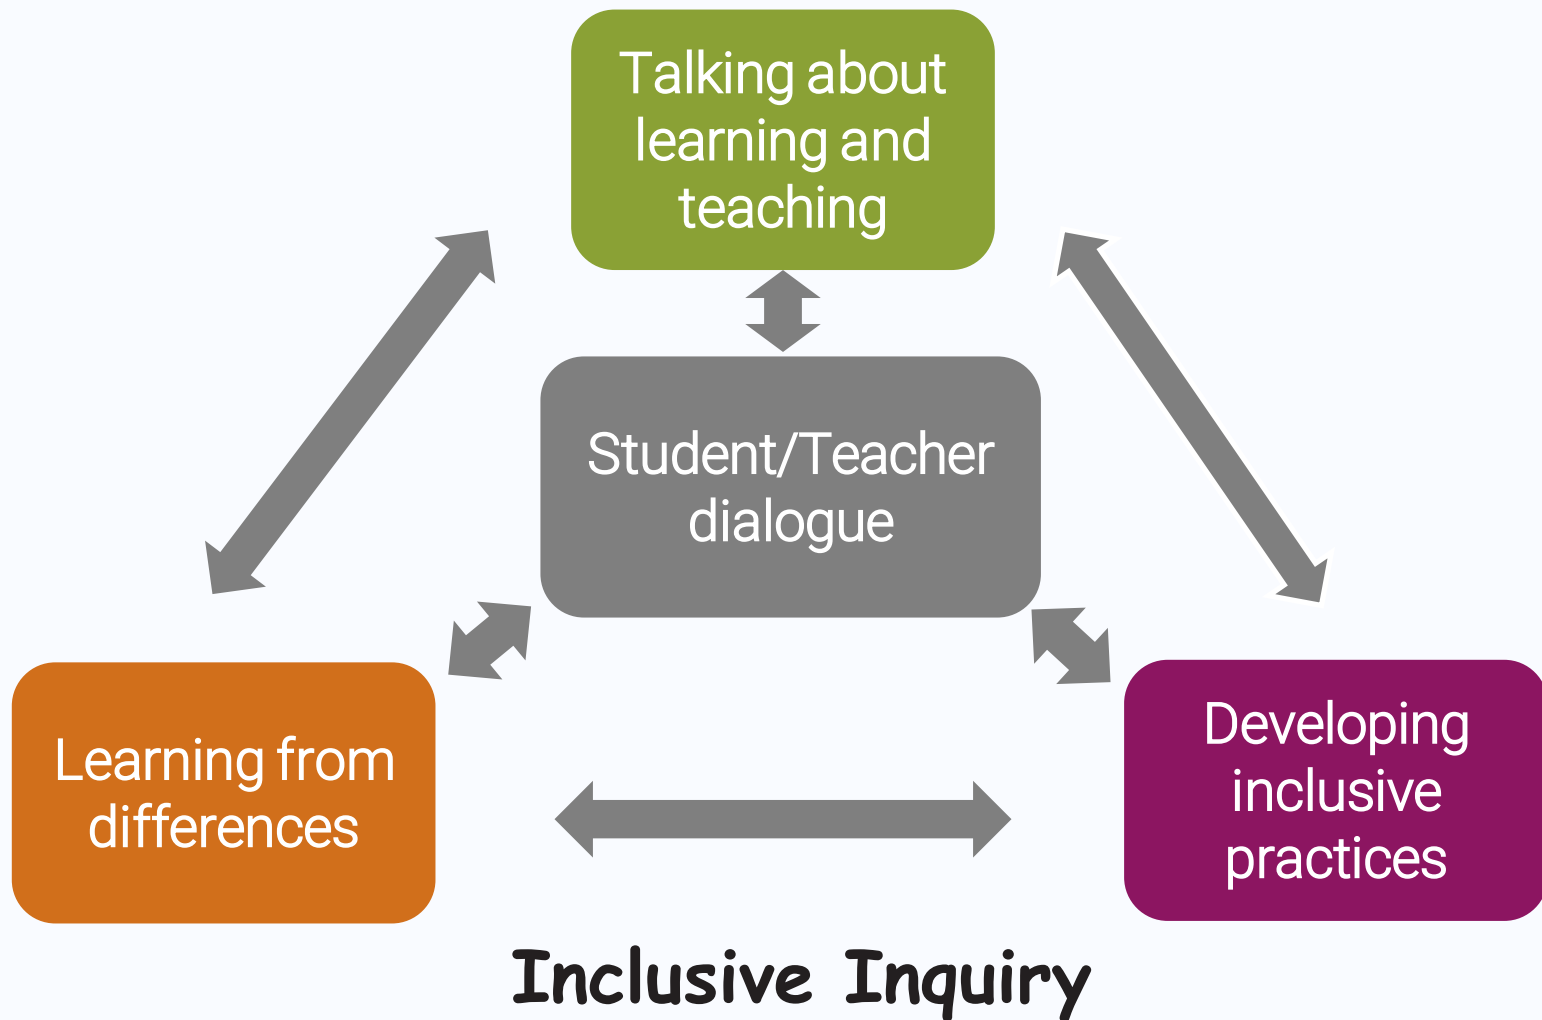 Talking about
learning and
teaching
Student/Teacher
dialogue
Learning from
differences
Developing
inclusive
practices
Inclusive Inquiry